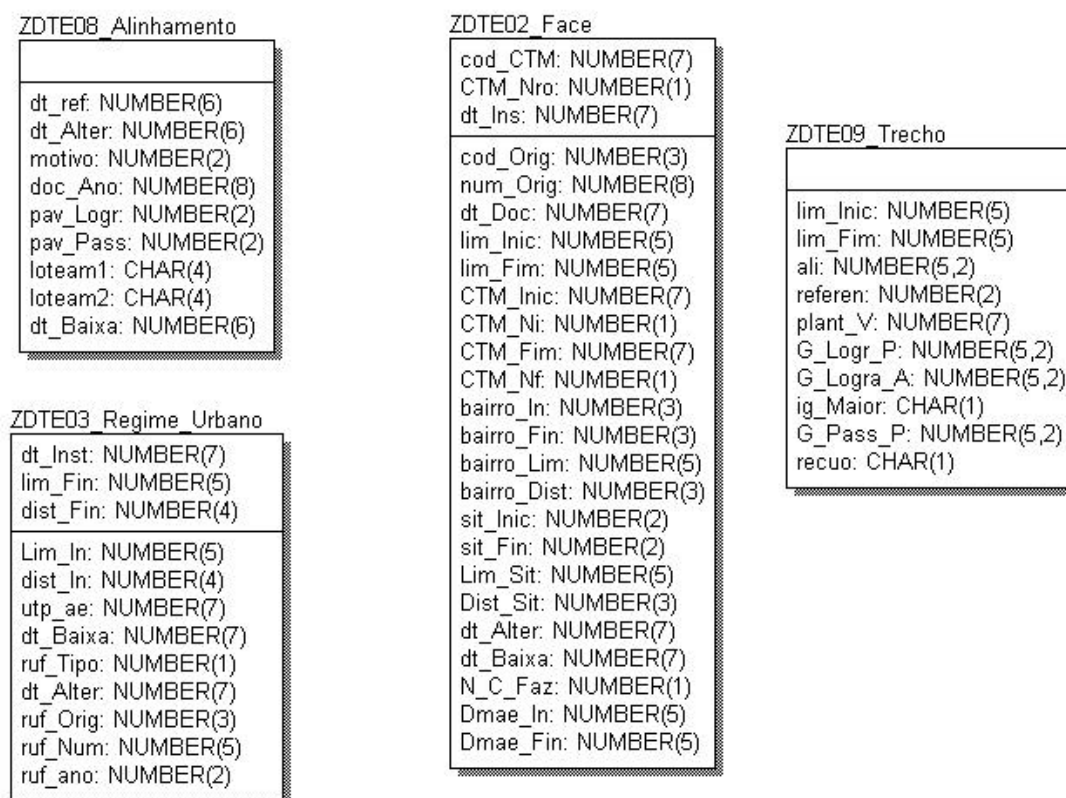 ZDTE08_Alinhamento
dt_ref: NUMBER(6)
dt_Alter: NUMBER(6)
motivo: NUMBER(2)
doc_Ano: NUMBER(8)
pav_Logr: NUMBER(2)
pav_Pass: NUMBER(2)
loteam1: CHAR(4)
loteam2: CHAR(4)
dt_Baixa: NUMBER(6)
ZDTE03_Regime_Urbano
dt_Inst: NUMBER(7)
lim_Fin: NUMBER(5)
dist_Fin: NUMBER(4)
Lim_In: NUMBER(5)
dist_In: NUMBER(4)
utp_ae: NUMBER(7)
dt_Baixa: NUMBER(7)
ruf_Tipo: NUMBER(1)
dt_Alter: NUMBER(7)
ruf_Orig: NUMBER(3)
ruf_Num: NUMBER(5)
ruf_ano: NUMBER(2)
ZDTE02_Face
cod_CTM: NUMBER(7)
CTM_Nro: NUMBER(1)
dt_Ins: NUMBER(7)
cod_Orig: NUMBER(3)
num_Orig: NUMBER(8)
dt_Doc: NUMBER(7)
lim_Inic: NUMBER(5)
lim_Fim: NUMBER(5)
CTM_Inic: NUMBER(7)
CTM_Ni: NUMBER(1)
CTM_Fim: NUMBER(7)
CTM_Nf: NUMBER(1)
bairro_In: NUMBER(3)
bairro_Fin: NUMBER(3)
bairro_Lim: NUMBER(5)
bairro_Dist: NUMBER(3)
sit_Inic: NUMBER(2)
sit_Fin: NUMBER(2)
Lim_Sit: NUMBER(5)
Dist_Sit: NUMBER(3)
dt_Alter: NUMBER(7)
dt_Baixa: NUMBER(7)
N_C_Faz: NUMBER(1)
Dmae_In: NUMBER(5)
Dmae_Fin: NUMBER(5)
ZDTE09_Trecho
lim_Inic: NUMBER(5)
lim_Fim: NUMBER(5)
ali: NUMBER(5,2)
referen: NUMBER(2)
plant_V: NUMBER(7)
G_Logr_P: NUMBER(5,2)
G_Logra_A: NUMBER(5,2)
ig_Maior: CHAR(1)
G_Pass_P: NUMBER(5,2)
recuo: CHAR(1)